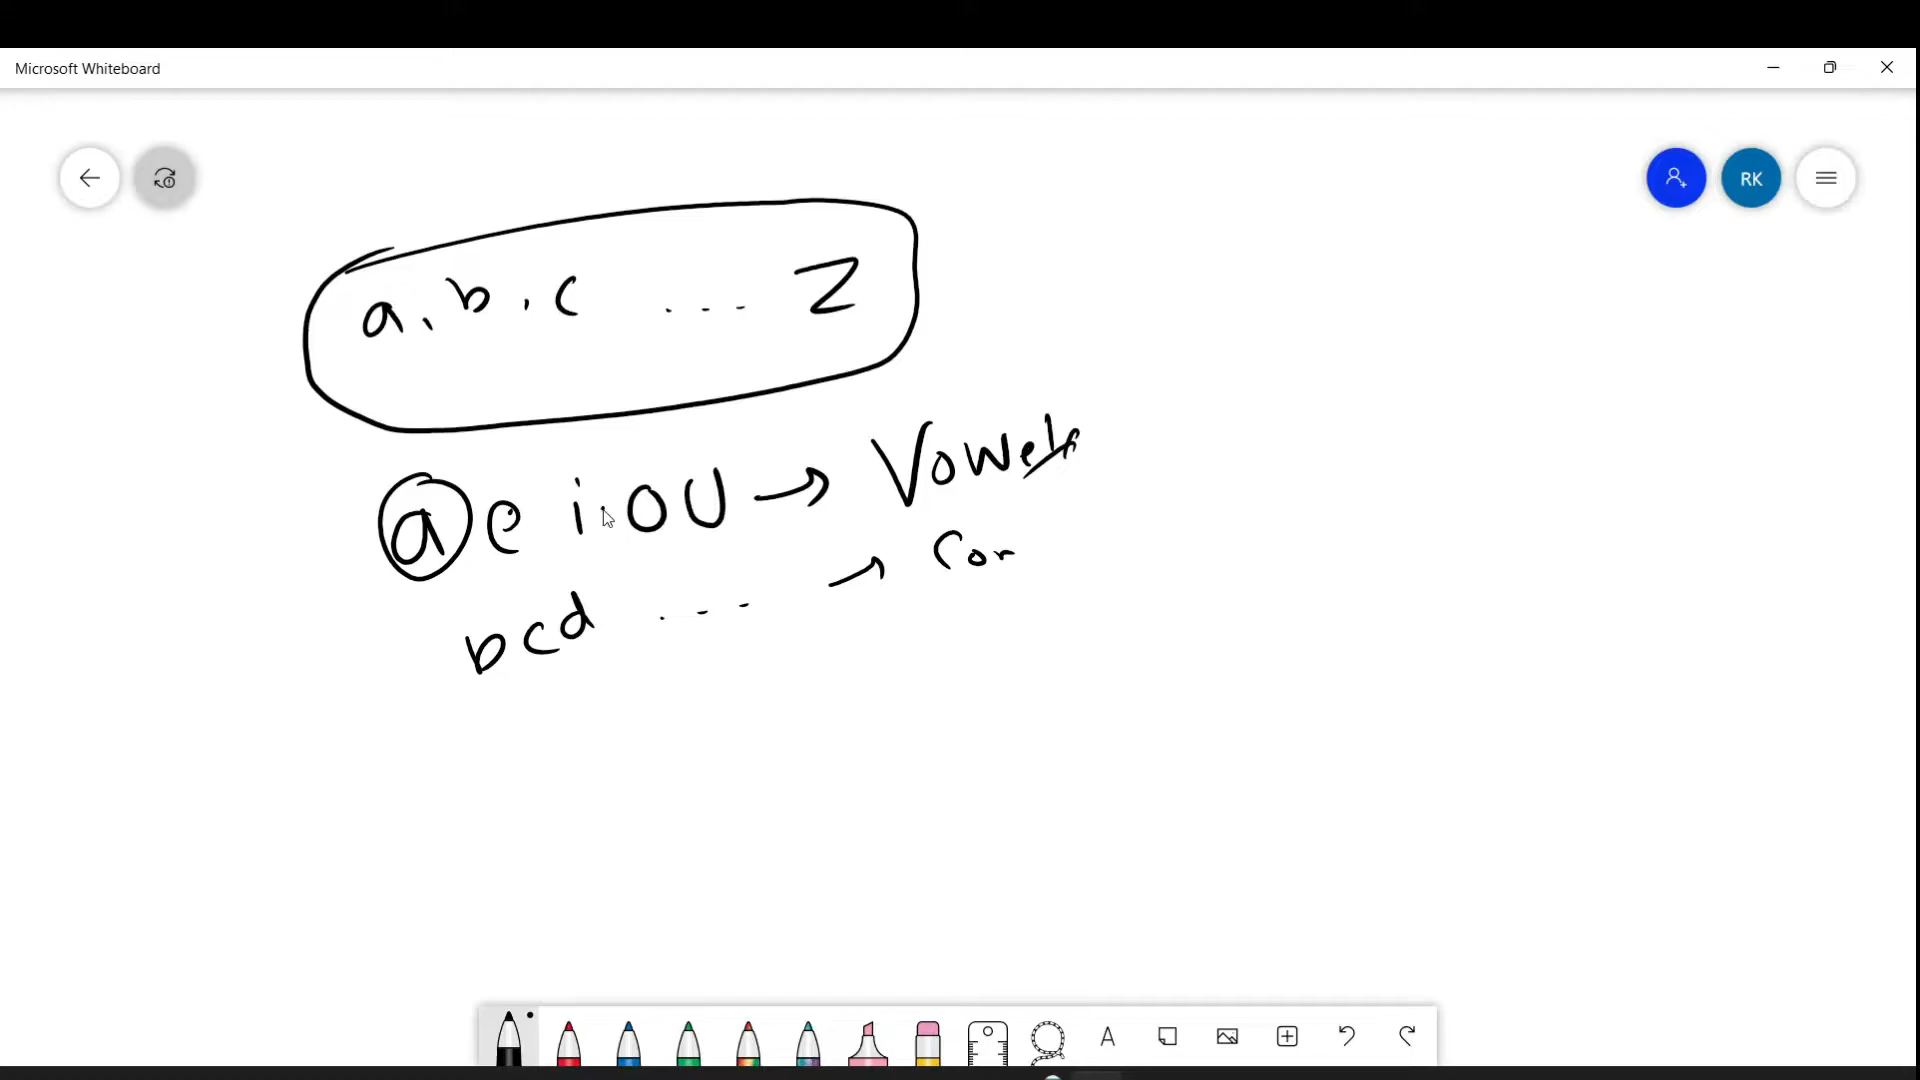 Microsoft Whiteboard
RK
a, b, c ... Z
a e i o U → Vowels
bcd ... → Con
A